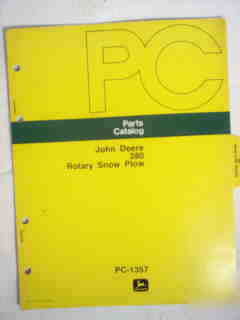 PC
Parts
Catalog
John Deere
280
Rotary Snow Plow
PC-1357